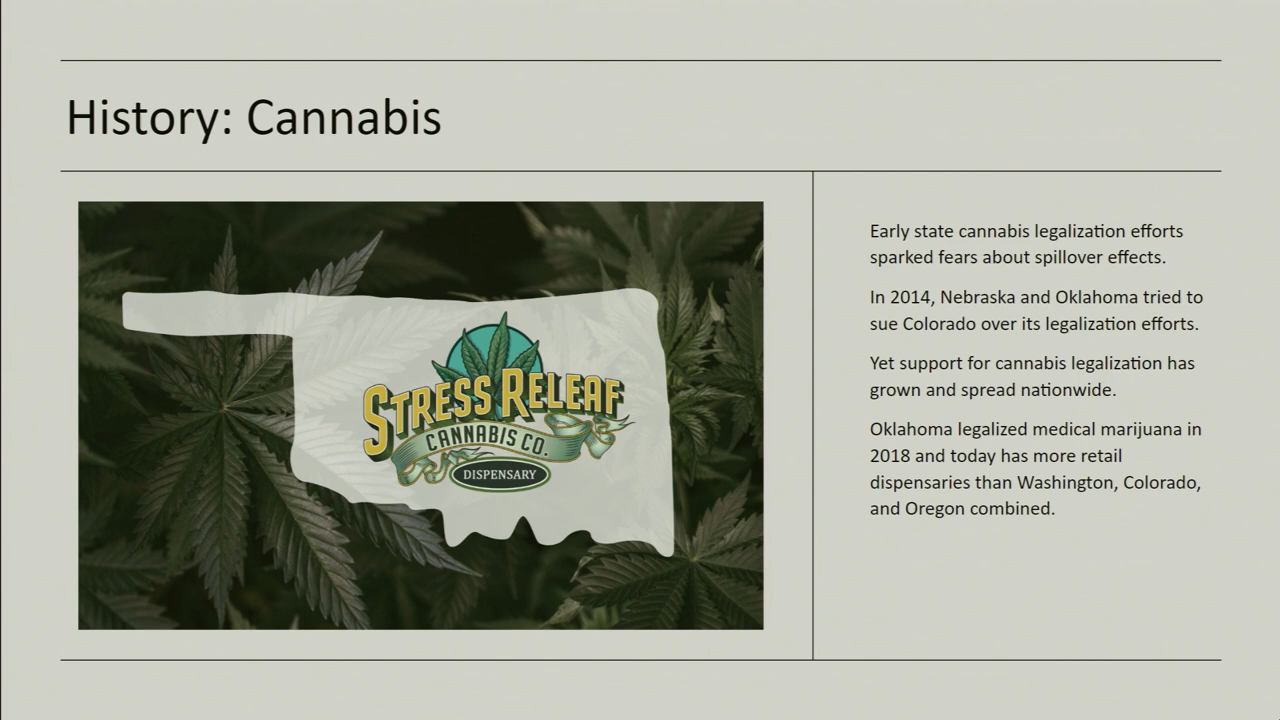 History: Cannabis
STRESS RELEAF
CANNABIS CO.
DISPENSARY
Early state cannabis legalization efforts
sparked fears about spillover effects.
In 2014, Nebraska and Oklahoma tried to
sue Colorado over its legalization efforts.
Yet support for cannabis legalization has
grown and spread nationwide.
Oklahoma legalized medical marijuana in
2018 and today has more retail
dispensaries than Washington, Colorado,
and Oregon combined.